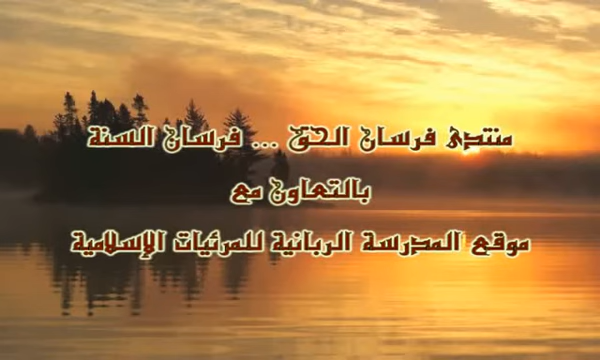 منتدى فرسان الحق ... فرسان السنة
بالتعاون مع
موقع المدرسة الربانية للمرئيات الإسلامية